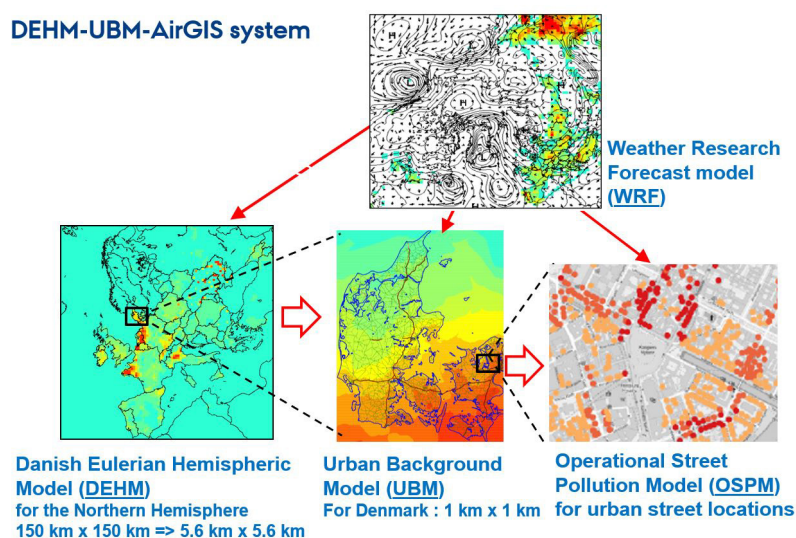 DEHM-UBM-AirGIS system
Weather Research
Forecast model
(WRF)
Danish Eulerian Hemispheric
Model (DEHM)
for the Northern Hemisphere
150 km x 150 km => 5.6 km x 5.6 km
Urban Background
Model (UBM)
For Denmark : 1 km x 1 km
Operational Street
Pollution Model (OSPM)
for urban street locations
H
H
L
H